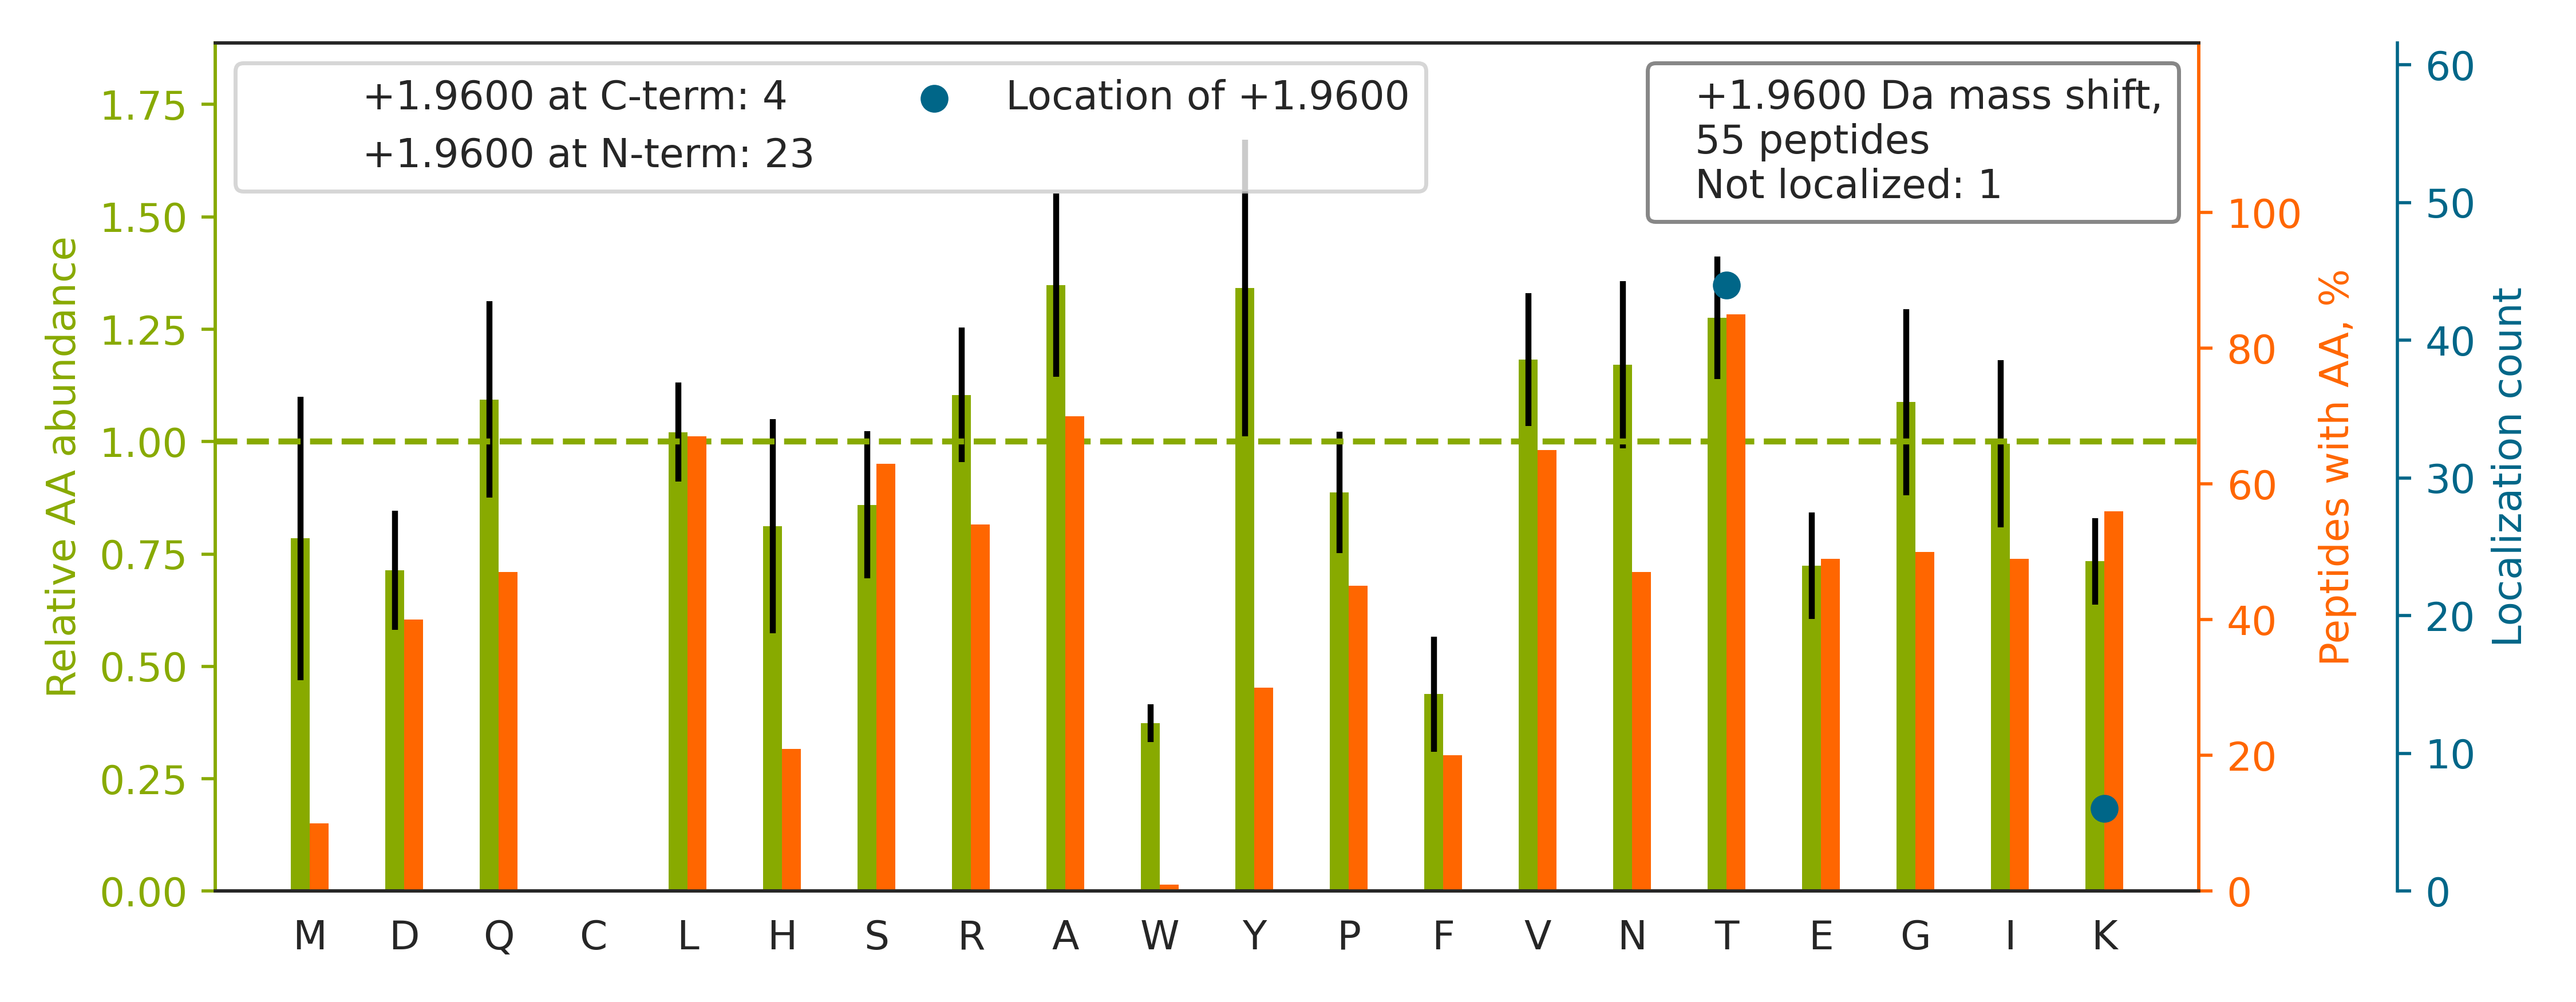 +1.9600 at C-term: 4
+1.9600 at N-term: 23
Location of +1.9600
+1.9600 Da mass shift,
55 peptides
Not localized: 1
Relative AA abundance
1.75
1.50
1.25
1.00
0.75
0.50
0.25
0.00
100
80
60
40
20
0
Peptides with AA, %
60
50
40
30
20
10
0
Localization count
M D Q C L H S R A W Y P F V N T E G I K